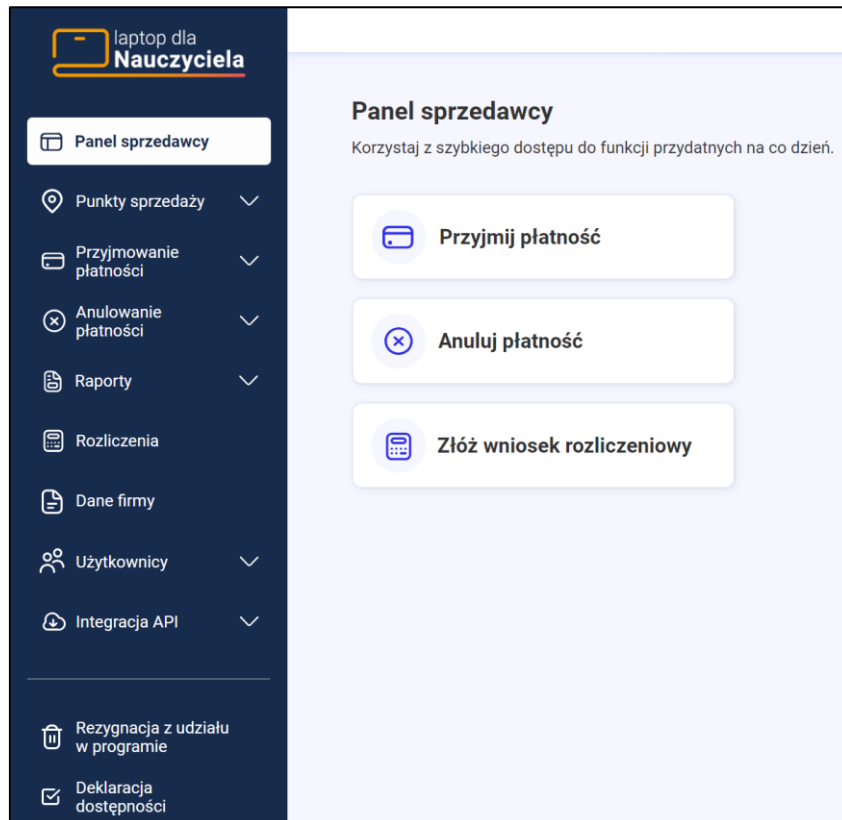 laptop dla
Nauczyciela
Panel sprzedawcy
Punkty sprzedaży
Przyjmowanie
płatności
Anulowanie
płatności
Raporty
Rozliczenia
Dane firmy
Użytkownicy
Integracja API
Rezygnacja z udziału
w programie
Deklaracja
dostępności
Panel sprzedawcy
Korzystaj z szybkiego dostępu do funkcji przydatnych na co dzień.
Przyjmij płatność
Anuluj płatność
Złóż wniosek rozliczeniowy